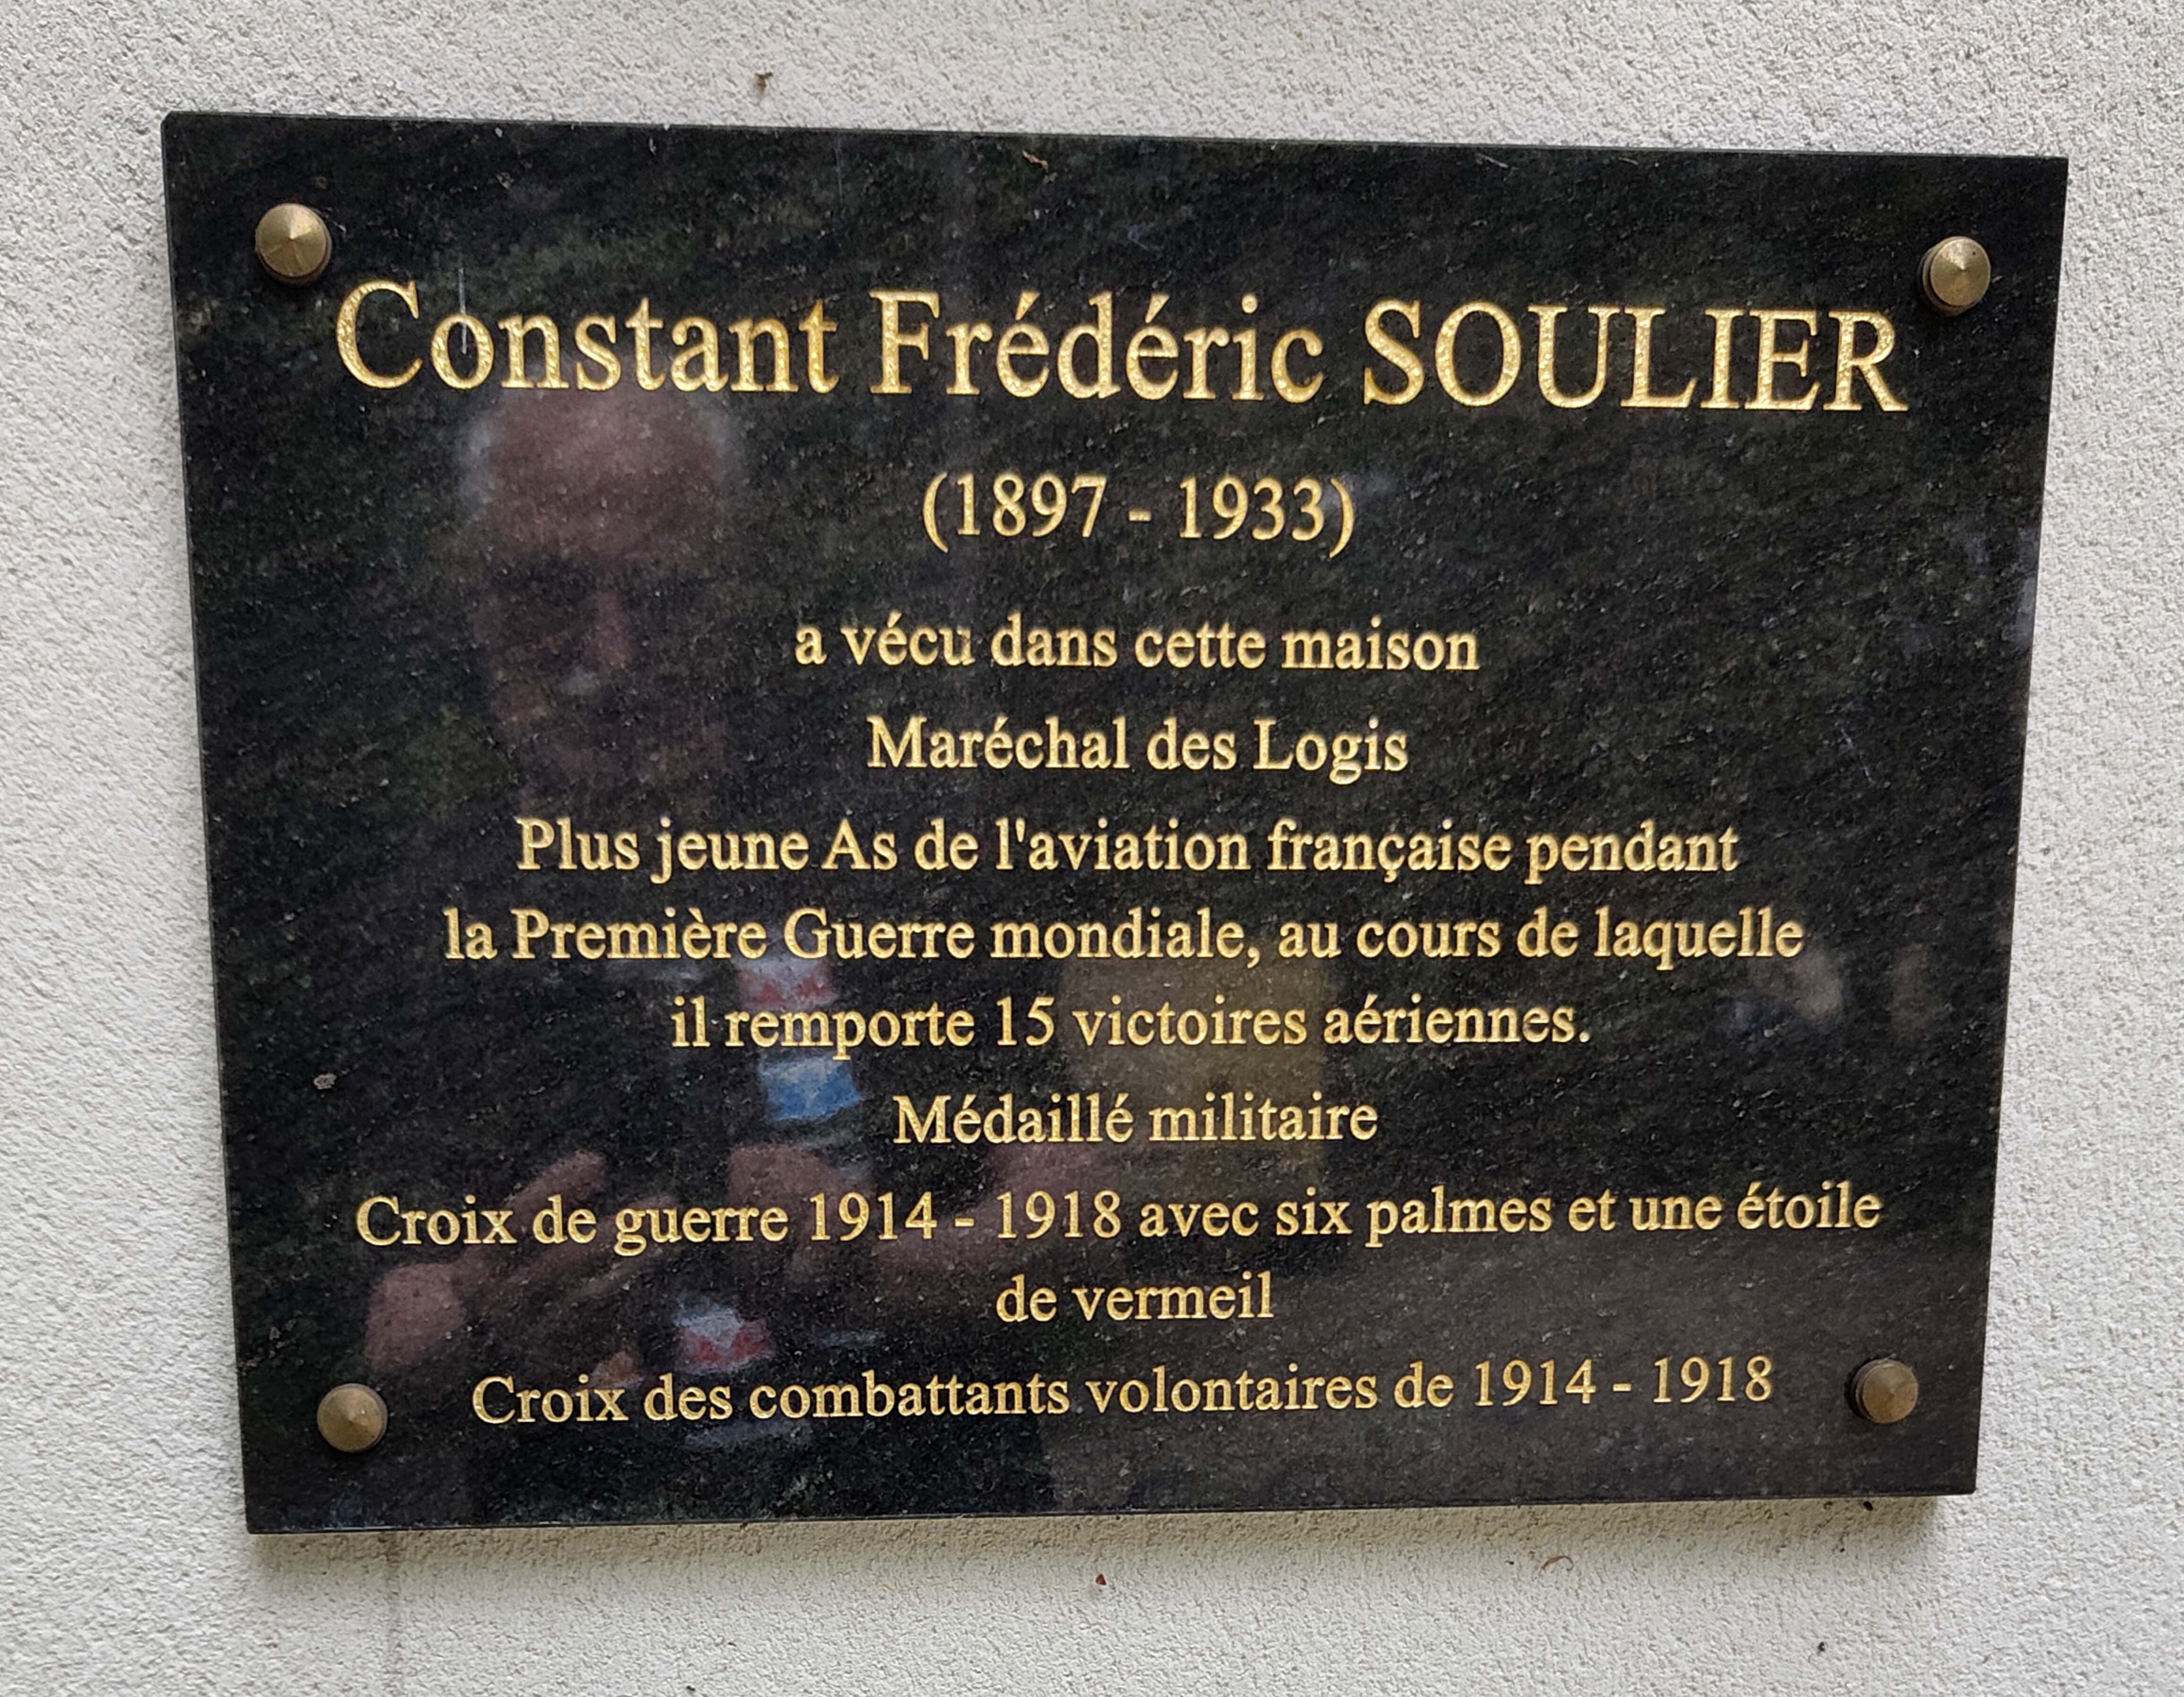 Constant Frédéric SOULIER
(1897 - 1933)
a vécu dans cette maison
Maréchal des Logis
Plus jeune As de l'aviation française pendant
la Première Guerre mondiale, au cours de laquelle
il remporte 15 victoires aériennes.
Médaillé militaire
Croix de guerre 1914 - 1918 avec six palmes et une étoile
de vermeil
Croix des combattants volontaires de 1914 - 1918